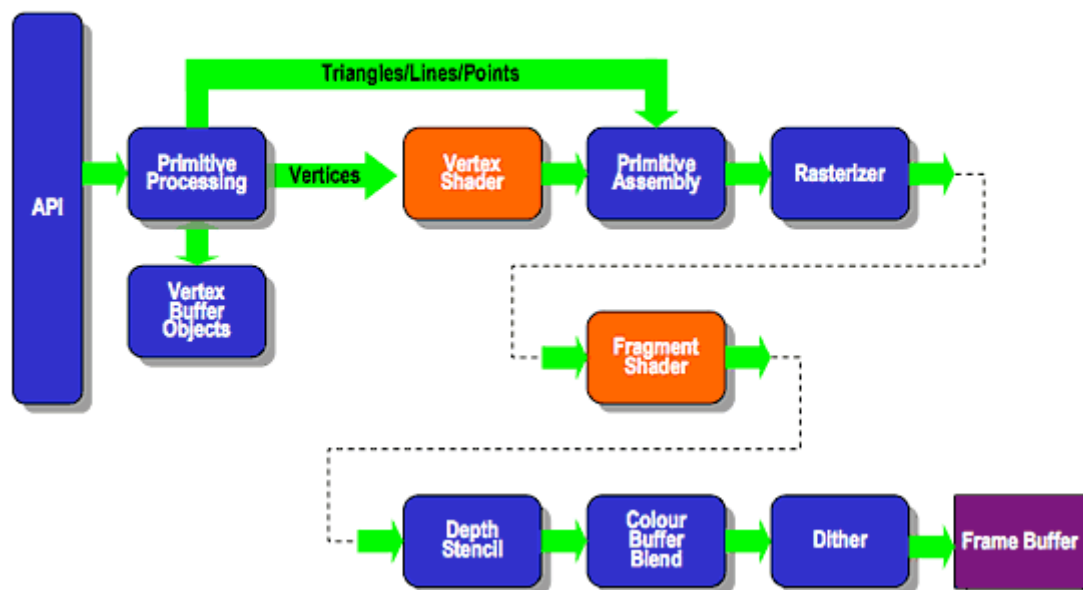 Triangles/Lines/Points
API
Primitive
Processing
Vertices
Vertex
Shader
Primitive
Assembly
Rasterizer
Vertex
Buffer
Objects
Fragment
Shader
Depth
Stencil
Colour
Buffer
Blend
Dither
Frame Buffer